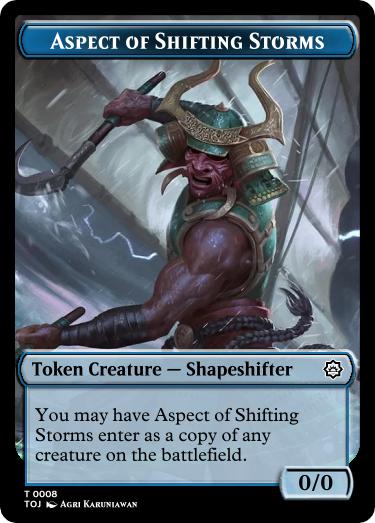 ASPECT OF SHIFTING STORMS
Token Creature — Shapeshifter
You may have Aspect of Shifting
Storms enter as a copy of any
creature on the battlefield.
0/0
T 0008
TOJ AGRI KARUNIAWAN